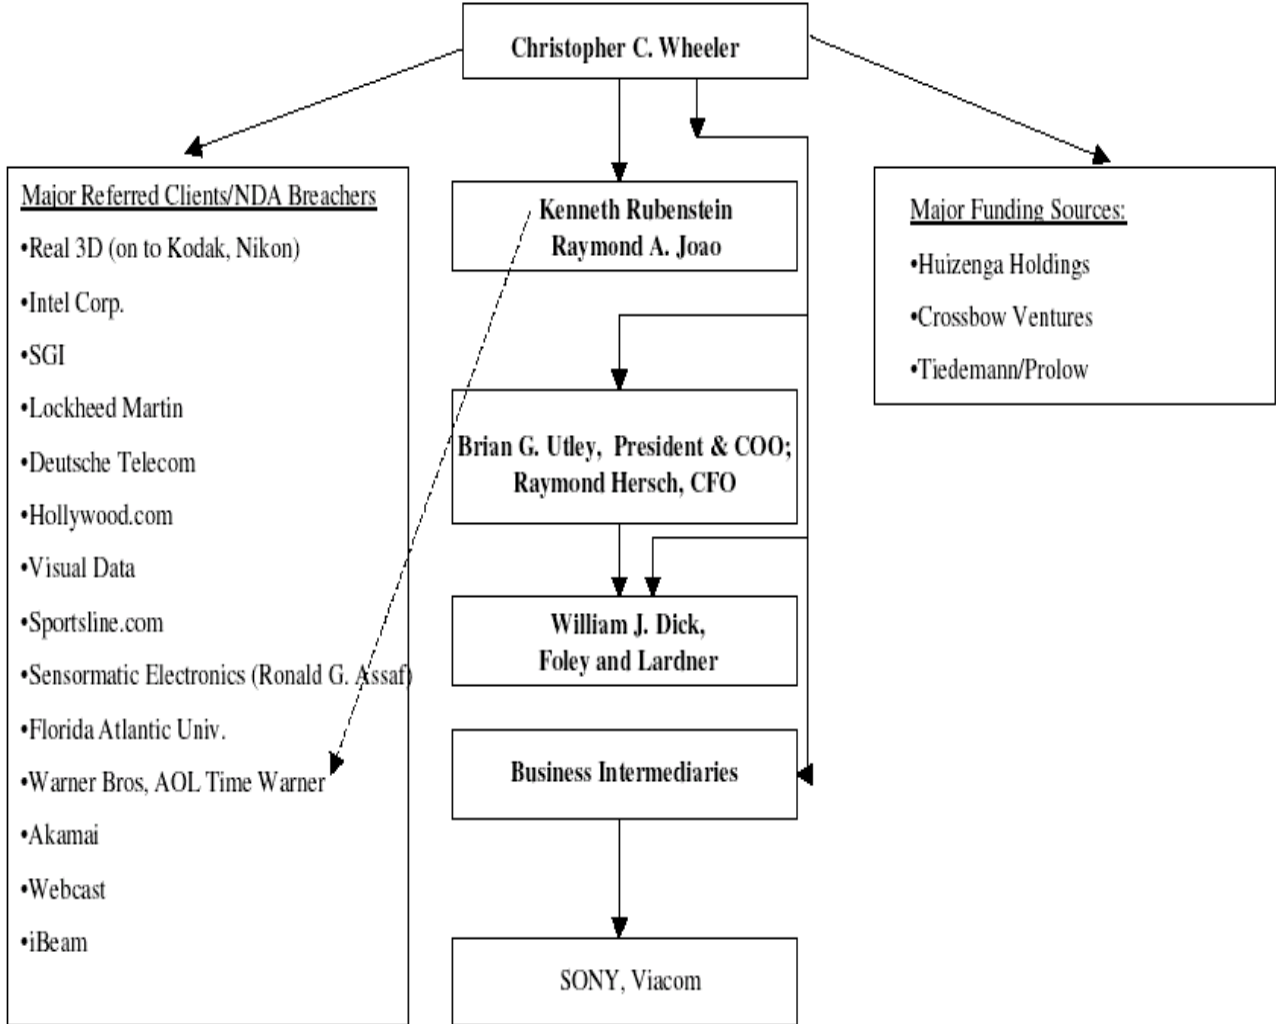 Christopher C. Wheeler
Major Referred Clients/NDA Breachers
•Real 3D (on to Kodak, Nikon)
•Intel Corp.
•SGI
•Lockheed Martin
•Deutsche Telecom
•Hollywood.com
•Visual Data
•Sportsline.com
•Sensormatic Electronics (Ronald G. Assaf)
•Florida Atlantic Univ.
•Warner Bros, AOL Time Warner
•Akamai
•Webcast
•iBeam
Kenneth Rubenstein
Raymond A. Joao
Brian G. Utley, President & COO;
Raymond Hersch, CFO
William J. Dick,
Foley and Lardner
Business Intermediaries
SONY, Viacom
Major Funding Sources:
•Huizenga Holdings
•Crossbow Ventures
•Tiedemann/Prolow